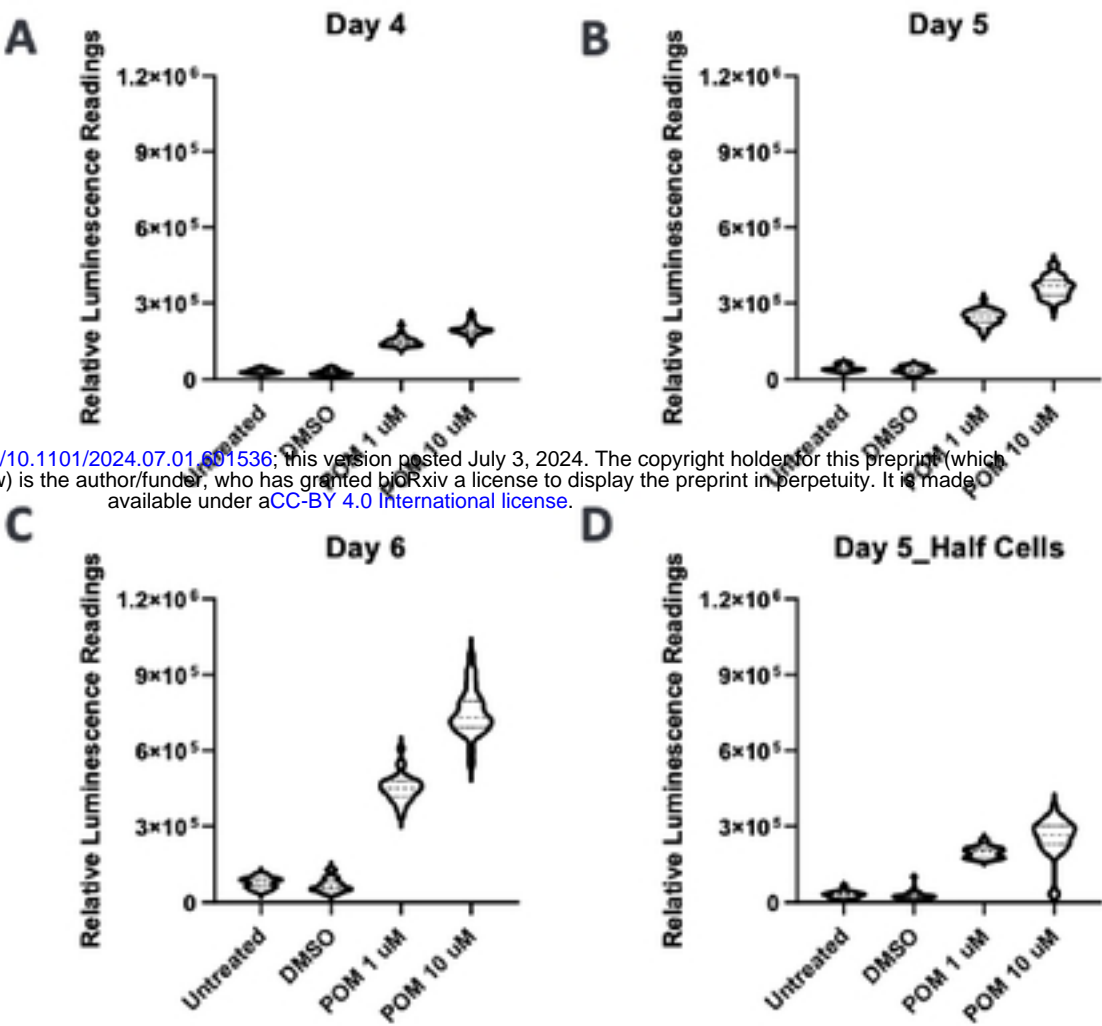 A
Day 4
Relative Luminescence Readings
1.2×10⁶
9×10⁵
6×10⁵
3×10⁵
0
Untreated
DMSO
POM 1 uM
POM 10 uM
B
Day 5
Relative Luminescence Readings
1.2×10⁶
9×10⁵
6×10⁵
3×10⁵
0
Untreated
DMSO
POM 1 uM
POM 10 uM
/10.1101/2024.07.01.601536; this version posted July 3, 2024. The copyright holder for this preprint (which
w) is the author/funder, who has granted bioRxiv a license to display the preprint in perpetuity. It is made
available under aCC-BY 4.0 International license.
C
Day 6
Relative Luminescence Readings
1.2×10⁶
9×10⁵
6×10⁵
3×10⁵
0
Untreated
DMSO
POM 1 uM
POM 10 uM
D
Day 5_Half Cells
Relative Luminescence Readings
1.2×10⁶
9×10⁵
6×10⁵
3×10⁵
0
Untreated
DMSO
POM 1 uM
POM 10 uM